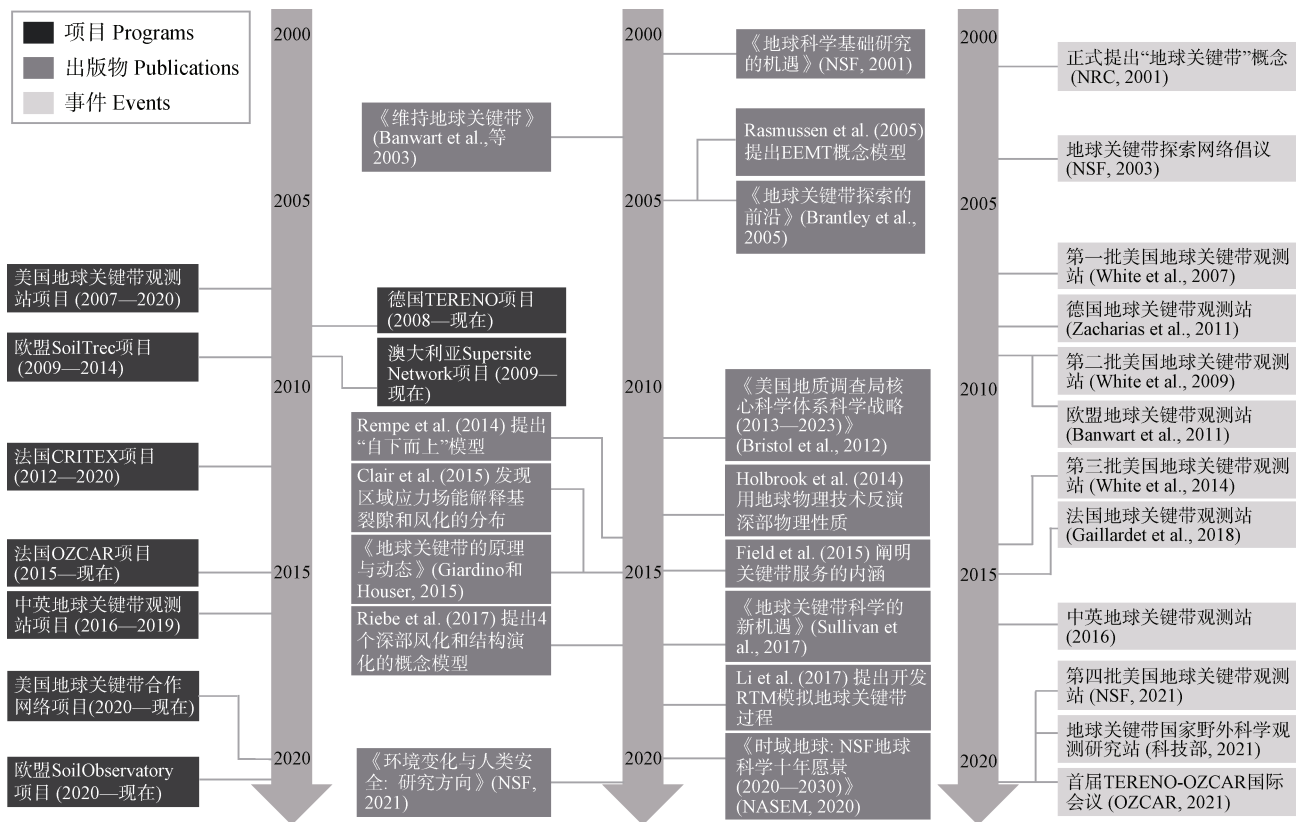 项目 Programs
出版物 Publications
事件 Events
2000
2005
2010
2015
2020
美国地球关键带观测
站项目 (2007—2020)
欧盟SoilTrec项目
(2009—2014)
法国CRITEX项目
(2012—2020)
法国OZCAR项目
(2015—现在)
中英地球关键带观测
站项目 (2016—2019)
美国地球关键带合作
网络项目(2020—现在)
欧盟SoilObservatory
项目 (2020—现在)
德国TERENO项目
(2008—现在)
澳大利亚Supersite
Network项目 (2009—
现在)
2000
2005
2010
2015
2020
《维持地球关键带》
(Banwart et al.,等
2003)
Rempe et al. (2014) 提出
“自下而上”模型
Clair et al. (2015) 发现
区域应力场能解释基
裂隙和风化的分布
《地球关键带的原理
与动态》(Giardino和
Houser, 2015)
Riebe et al. (2017) 提出4
个深部风化和结构演
化的概念模型
《环境变化与人类安
全: 研究方向》(NSF,
2021)
《地球科学基础研究
的机遇》(NSF, 2001)
Rasmussen et al. (2005)
提出EEMT概念模型
《地球关键带探索的
前沿》(Brantley et al.,
2005)
《美国地质调查局核
心科学体系科学战略
(2013—2023)》
(Bristol et al., 2012)
Holbrook et al. (2014)
用地球物理技术反演
深部物理性质
Field et al. (2015) 阐明
关键带服务的内涵
《地球关键带科学的
新机遇》(Sullivan et
al., 2017)
Li et al. (2017) 提出开发
RTM模拟地球关键带
过程
《时域地球: NSF地球
科学十年愿景
(2020—2030)》
(NASEM, 2020)
2000
2005
2010
2015
2020
正式提出“地球关键带”概念
(NRC, 2001)
地球关键带探索网络倡议
(NSF, 2003)
第一批美国地球关键带观测
站 (White et al., 2007)
德国地球关键带观测站
(Zacharias et al., 2011)
第二批美国地球关键带观测
站 (White et al., 2009)
欧盟地球关键带观测站
(Banwart et al., 2011)
第三批美国地球关键带观测
站 (White et al., 2014)
法国地球关键带观测站
(Gaillardet et al., 2018)
中英地球关键带观测站
(2016)
第四批美国地球关键带观测
站 (NSF, 2021)
地球关键带国家野外科学观
测研究站 (科技部, 2021)
首届TERENO-OZCAR国际
会议 (OZCAR, 2021)